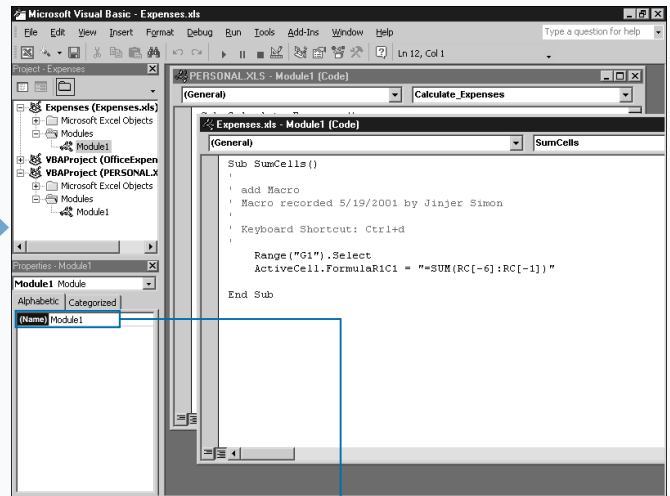 Microsoft Visual Basic - Expenses.xls
File Edit View Insert Format Debug Run Tools Add-Ins Window Help
Type a question for help
Ln 12, Col 1
Project - Expenses
Expenses (Expenses.xls)
Microsoft Excel Objects
Modules
Module1
VBAProject (OfficeExpen
VBAProject (PERSONAL.X
Microsoft Excel Objects
Modules
Module1
Properties - Module1
Module1 Module
Alphabetic Categorized
(Name) Module1
PERSONAL.XLS - Module1 (Code)
(General) Calculate_Expenses
Expenses.xls - Module1 (Code)
(General) SumCells
Sub SumCells()
'
' add Macro
' Macro recorded 5/19/2001 by Jinjer Simon
'
' Keyboard Shortcut: Ctrl+d
'
Range("G1").Select
ActiveCell.FormulaR1C1 = "=SUM(RC[-6]:RC[-1])"
End Sub